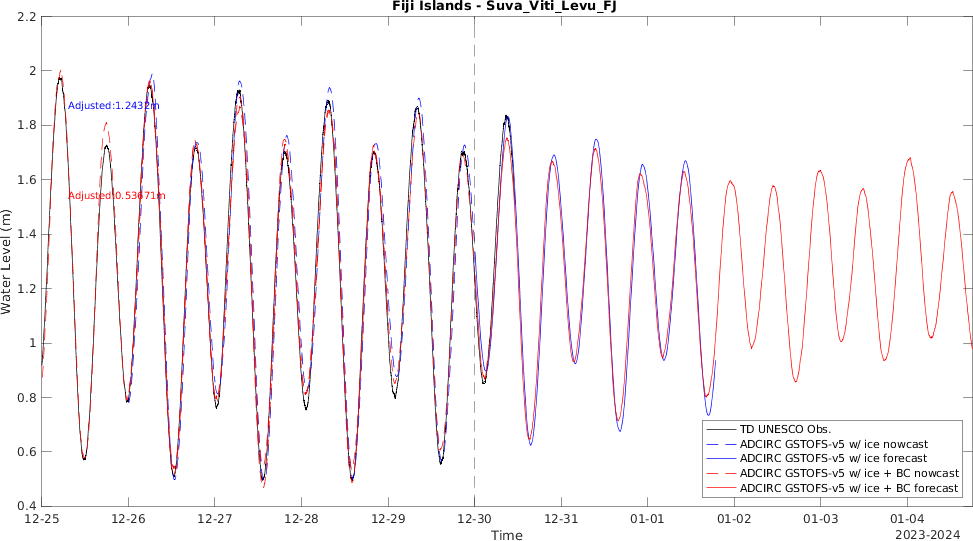 Fiji Islands - Suva_Viti_Levu_FJ
2.2
2
1.8
1.6
1.4
1.2
1
0.8
0.6
0.4
Water Level (m)
Adjusted:1.2432m
Adjusted:0.53671m
TD UNESCO Obs.
ADCIRC GSTOFS-v5 w/ ice nowcast
ADCIRC GSTOFS-v5 w/ ice forecast
ADCIRC GSTOFS-v5 w/ ice + BC nowcast
ADCIRC GSTOFS-v5 w/ ice + BC forecast
12-25 12-26 12-27 12-28 12-29 12-30 12-31 01-01 01-02 01-03 01-04
Time
2023-2024